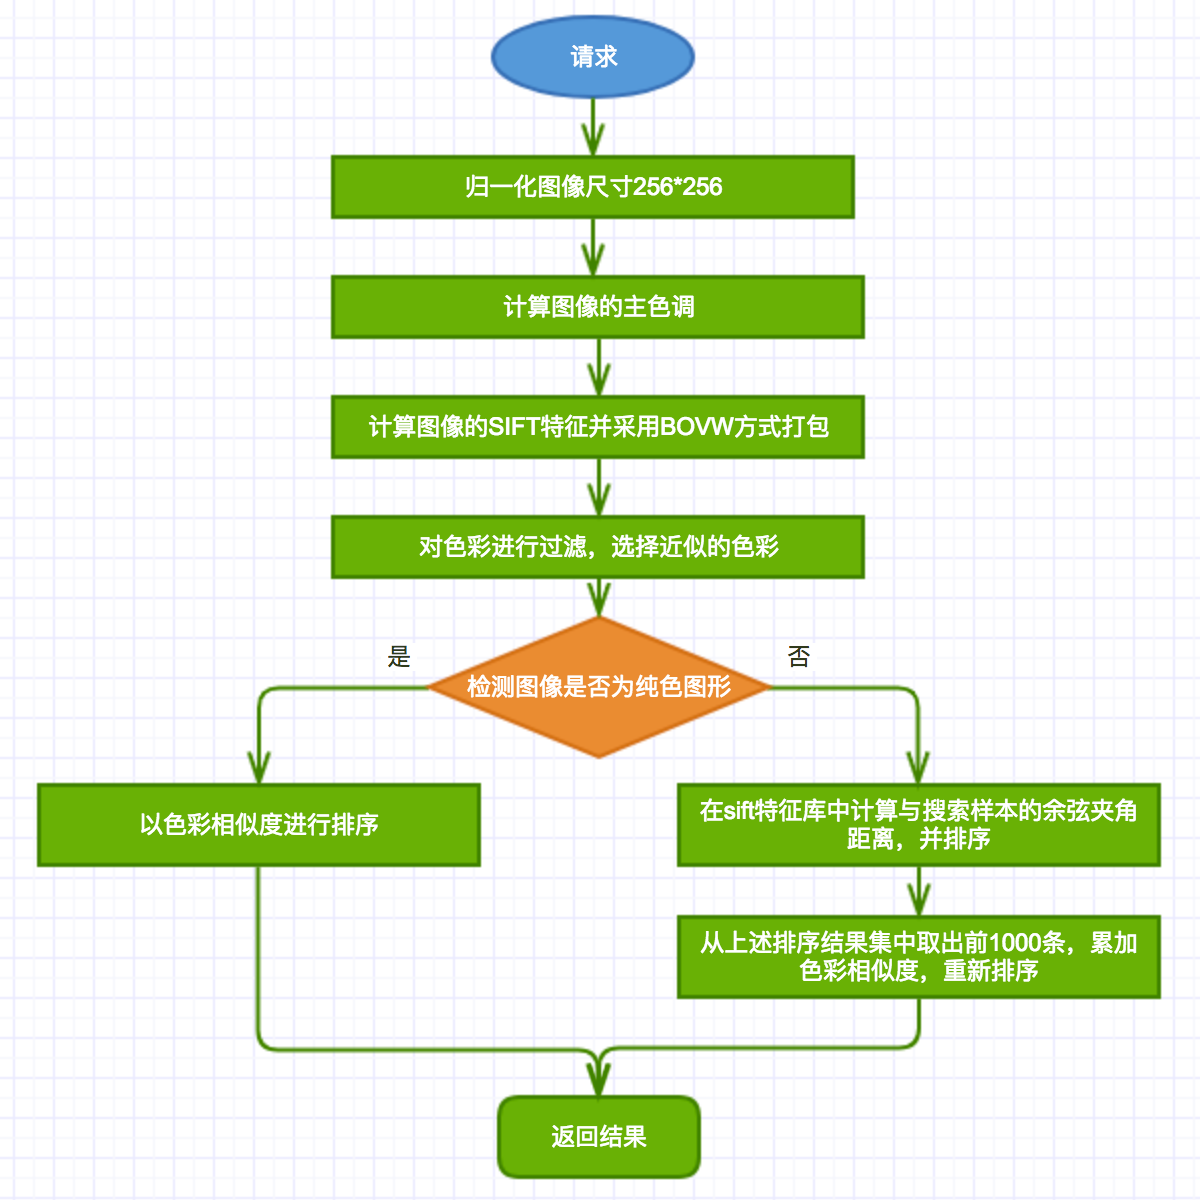 请求
归一化图像尺寸256*256
计算图像的主色调
计算图像的SIFT特征并采用BOVW方式打包
对色彩进行过滤，选择近似的色彩
是
否
检测图像是否为纯色图形
以色彩相似度进行排序
在sift特征库中计算与搜索样本的余弦夹角
距离，并排序
从上述排序结果集中取出前1000条，累加
色彩相似度，重新排序
返回结果